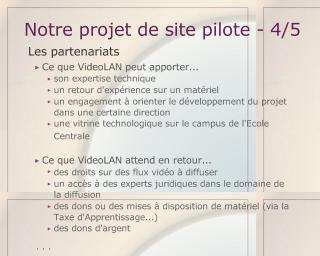 Notre projet de site pilote - 4/5
Les partenariats
Ce que VideoLAN peut apporter...
son expertise technique
un retour d'expérience sur un matériel
un engagement à orienter le développement du projet
dans une certaine direction
une vitrine technologique sur le campus de l'Ecole
Centrale
Ce que VideoLAN attend en retour...
des droits sur des flux vidéo à diffuser
un accès à des experts juridiques dans le domaine de
la diffusion
des dons ou des mises à disposition de matériel (via la
Taxe d'Apprentissage...)
des dons d'argent
...